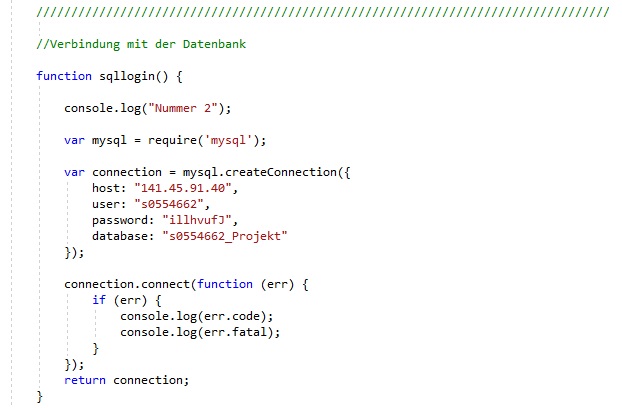 //////////////////////////////////////////////////////////////////////////////////
//Verbindung mit der Datenbank
function sqllogin() {
console.log("Nummer 2");
var mysql = require('mysql');
var connection = mysql.createConnection({
host: "141.45.91.40",
user: "s0554662",
password: "illhvufJ",
database: "s0554662_Projekt"
});
connection.connect(function (err) {
if (err) {
console.log(err.code);
console.log(err.fatal);
}
});
return connection;
}